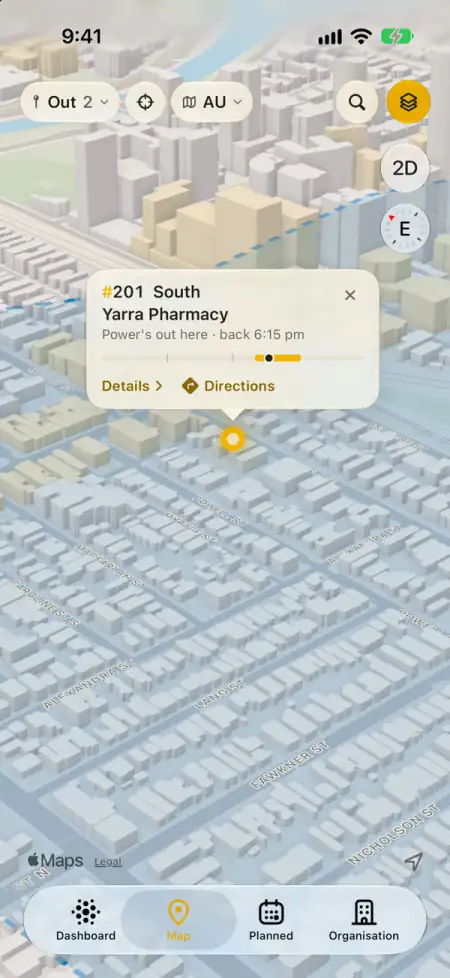 9:41
Out 2
AU
2D
E
#201 South
Yarra Pharmacy
Power's out here · back 6:15 pm
Details
Directions
ALEXANDRA ST
LANG ST
FAWKNER ST
NICHOLSON ST
Maps
Legal
Dashboard
Map
Planned
Organisation